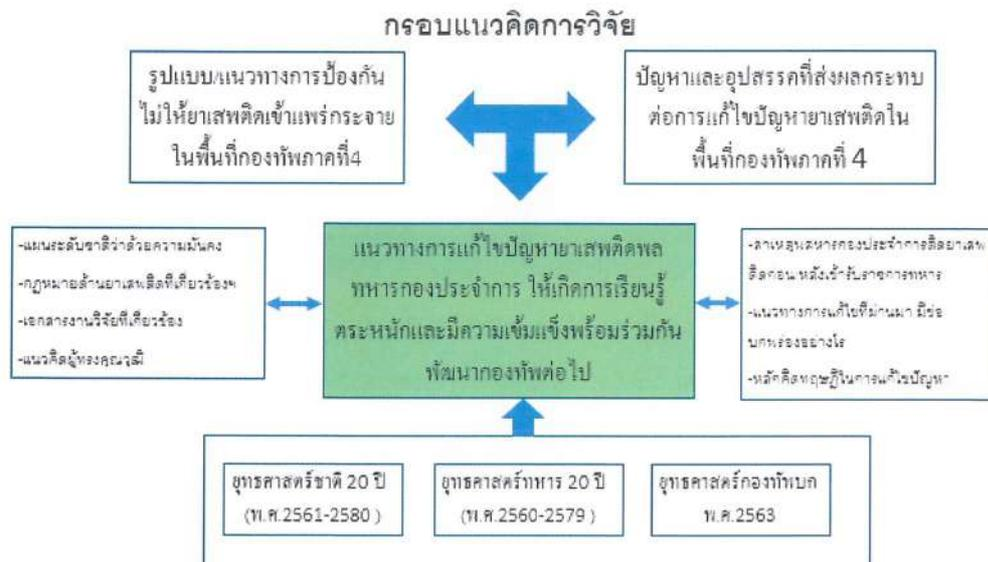 กรอบแนวคิดการวิจัย
รูปแบบ/แนวทางการป้องกัน
ไม่ให้ยาเสพติดเข้าแพร่กระจาย
ในพื้นที่กองทัพภาคที่4
ปัญหาและอุปสรรคที่ส่งผลกระทบ
ต่อการแก้ไขปัญหายาเสพติดใน
พื้นที่กองทัพภาคที่ 4
-แผนระดับชาติว่าด้วยความมั่นคง
-กฎหมายด้านยาเสพติดที่เกี่ยวข้องฯ
-เอกสารงานวิจัยที่เกี่ยวข้อง
-แนวคิดผู้ทรงคุณวุฒิ
แนวทางการแก้ไขปัญหายาเสพติดพล
ทหารกองประจำการ ให้เกิดการเรียนรู้
ตระหนักและมีความเข้มแข็งพร้อมร่วมกัน
พัฒนากองทัพต่อไป
-สาเหตุทหารกองประจำการติดยาเสพ
ติดก่อน/หลังเข้ารับราชการทหาร
-แนวทางการแก้ไขที่ผ่านมา มีข้อ
บกพร่องอย่างไร
-หลักคิดทฤษฎีในการแก้ไขปัญหา
ยุทธศาสตร์ชาติ 20 ปี
(พ.ศ.2561-2580 )
ยุทธศาสตร์ทหาร 20 ปี
(พ.ศ.2560-2579 )
ยุทธศาสตร์กองทัพบก
พ.ศ.2563